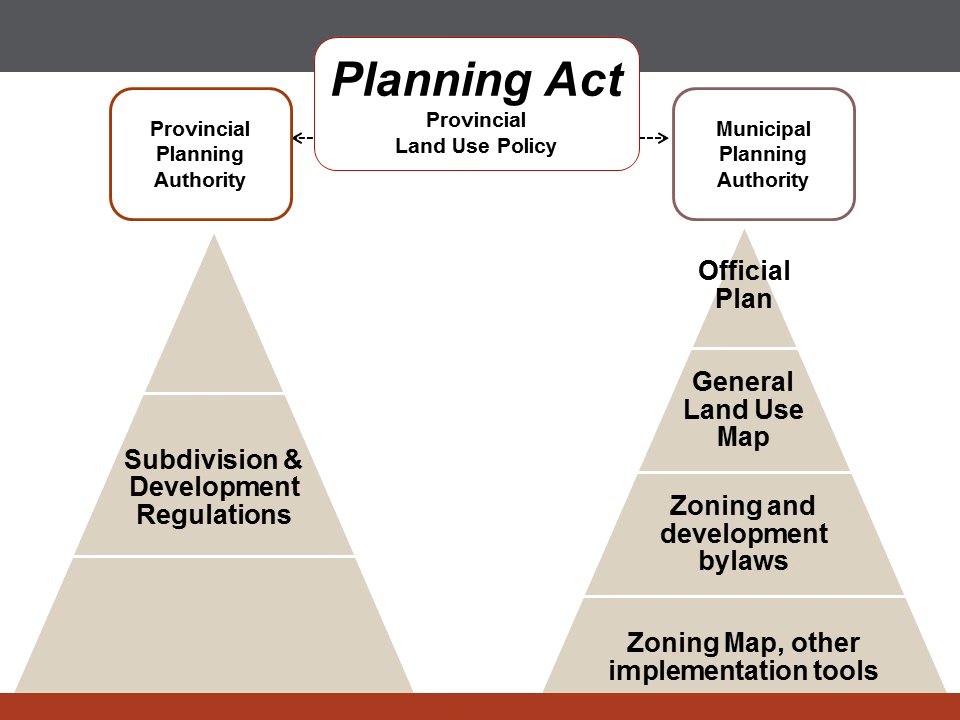 Planning Act
Provincial
Land Use Policy
Provincial
Planning
Authority
Municipal
Planning
Authority
Subdivision &
Development
Regulations
Official
Plan
General
Land Use
Map
Zoning and
development
bylaws
Zoning Map, other
implementation tools